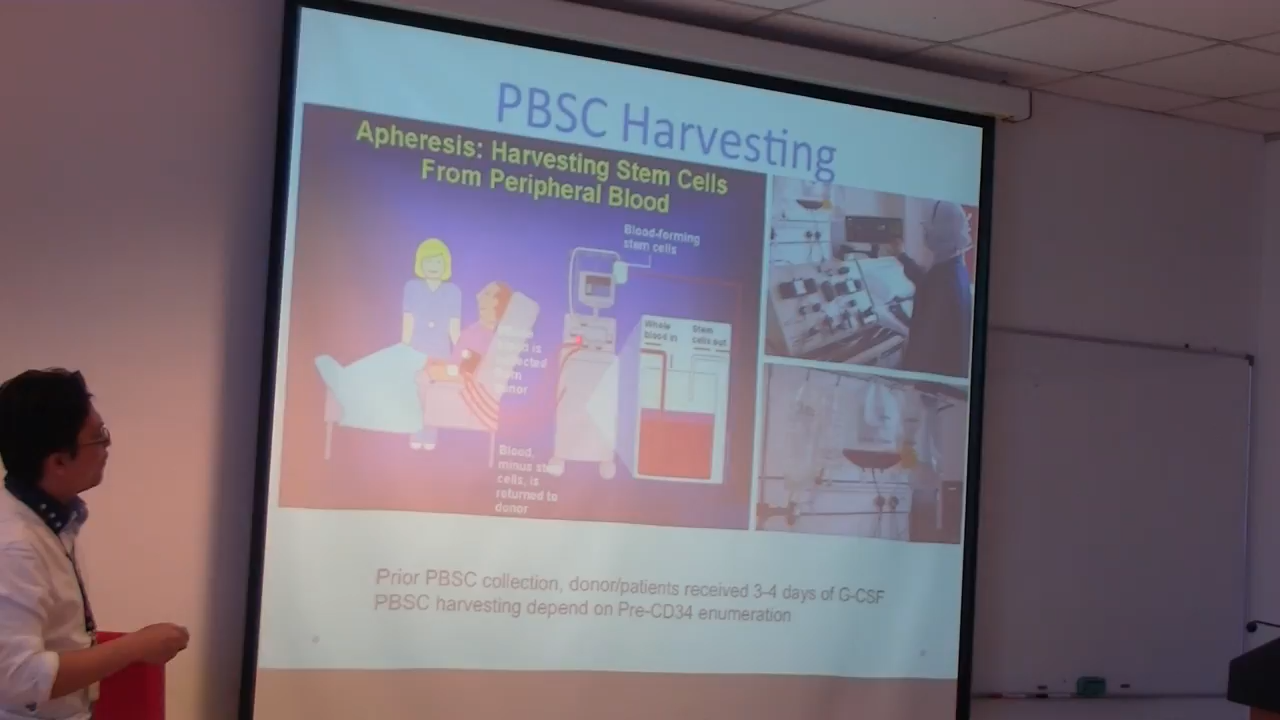 PBSC Harvesting
Apheresis: Harvesting Stem Cells
From Peripheral Blood
Blood-forming
stem cells
Whole
blood in
Stem
cells out
is
donor
Blood,
minus stem
cells, is
returned to
donor
Prior PBSC collection, donor/patients received 3-4 days of G-CSF
PBSC harvesting depend on Pre-CD34 enumeration